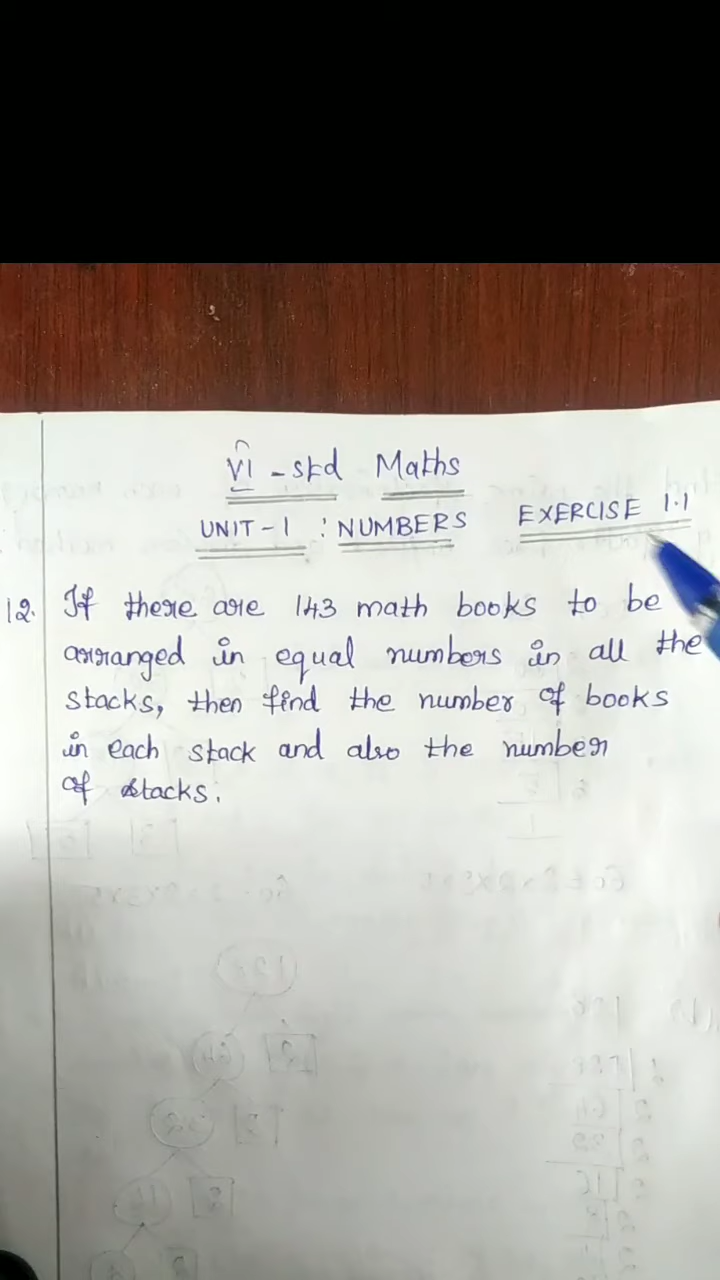 VI - std Maths
UNIT - 1 : NUMBERS EXERCISE 1.1
12. If there are 143 math books to be
arranged in equal numbers in all the
stacks, then find the number of books
in each stack and also the number
of stacks.